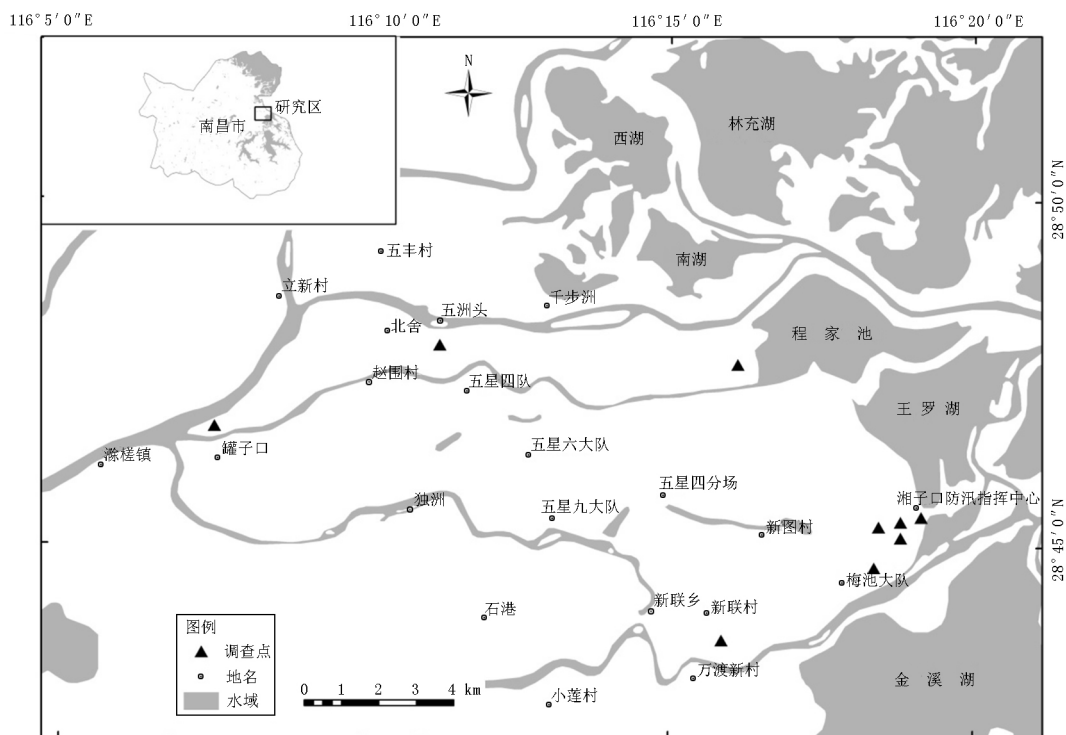 116°5′0″E
116°10′0″E
116°15′0″E
116°20′0″E
N
研究区
南昌市
西湖
林充湖
28°50′0″N
五丰村
南湖
立新村
千步洲
五洲头
北舍
程家池
赵围村
五星四队
王罗湖
罐子口
滁槎镇
五星六大队
五星四分场
独洲
五星九大队
湘子口防汛指挥中心
新图村
28°45′0″N
梅池大队
新联乡
新联村
石港
图例
调查点
地名
水域
万渡新村
金溪湖
小莲村
0 1 2 3 4 km